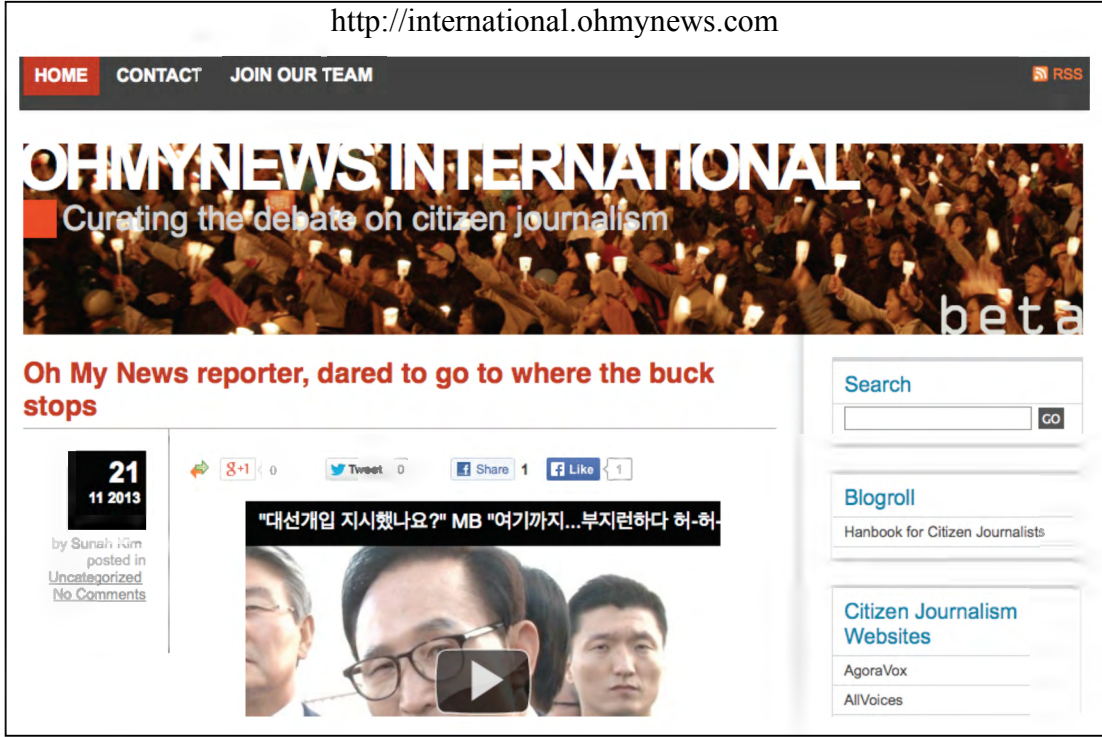 http://international.ohmynews.com
HOME CONTACT JOIN OUR TEAM RSS
OHMYNEWS INTERNATIONAL
Curating the debate on citizen journalism
beta
Oh My News reporter, dared to go to where the buck
stops
21
11 2013
by Sunah Kim
posted in
Uncategorized
No Comments
g+1 0 Tweet 0 Share 1 Like 1
"대선개입 지시했나요?" MB "여기까지...부지런하다 허-허-
Search
GO
Blogroll
Hanbook for Citizen Journalists
Citizen Journalism
Websites
AgoraVox
AllVoices